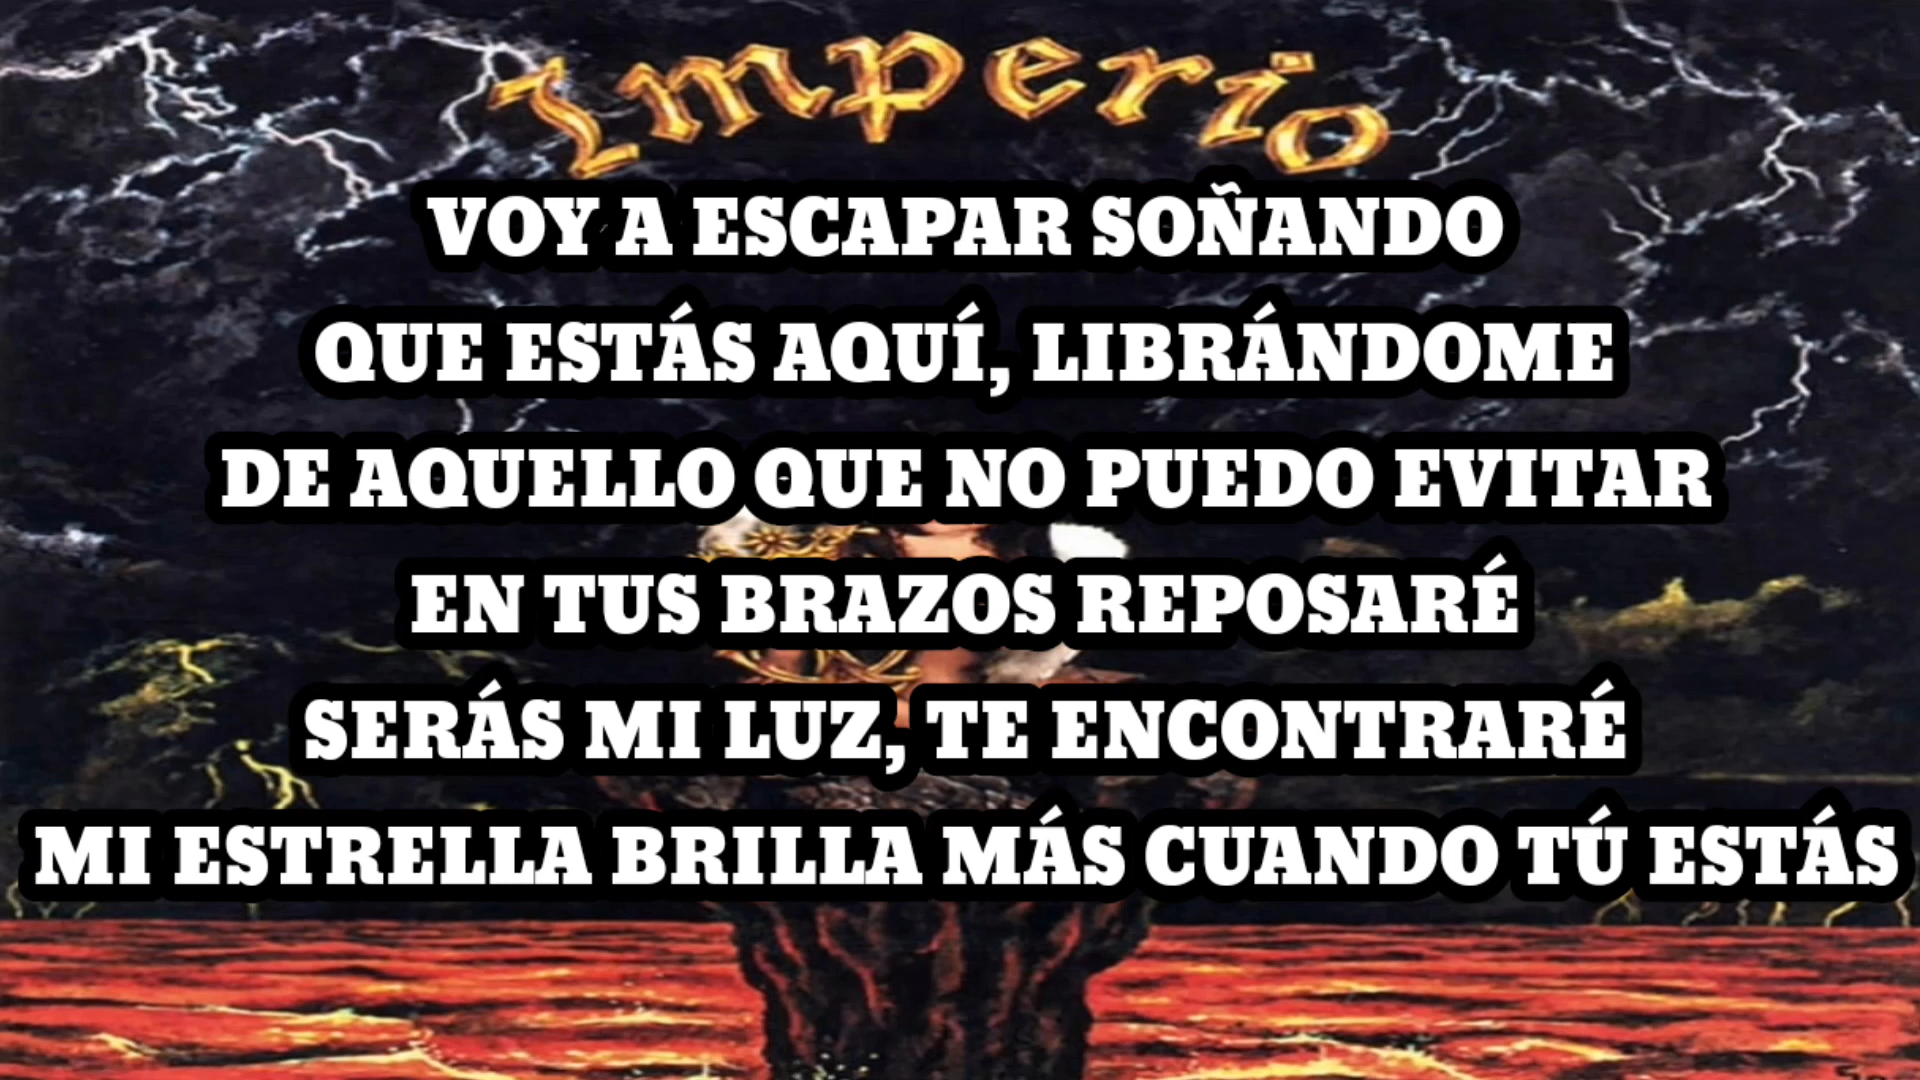 Imperio
VOY A ESCAPAR SOÑANDO
QUE ESTÁS AQUÍ, LIBRÁNDOME
DE AQUELLO QUE NO PUEDO EVITAR
EN TUS BRAZOS REPOSARÉ
SERÁS MI LUZ, TE ENCONTRARÉ
MI ESTRELLA BRILLA MÁS CUANDO TÚ ESTÁS